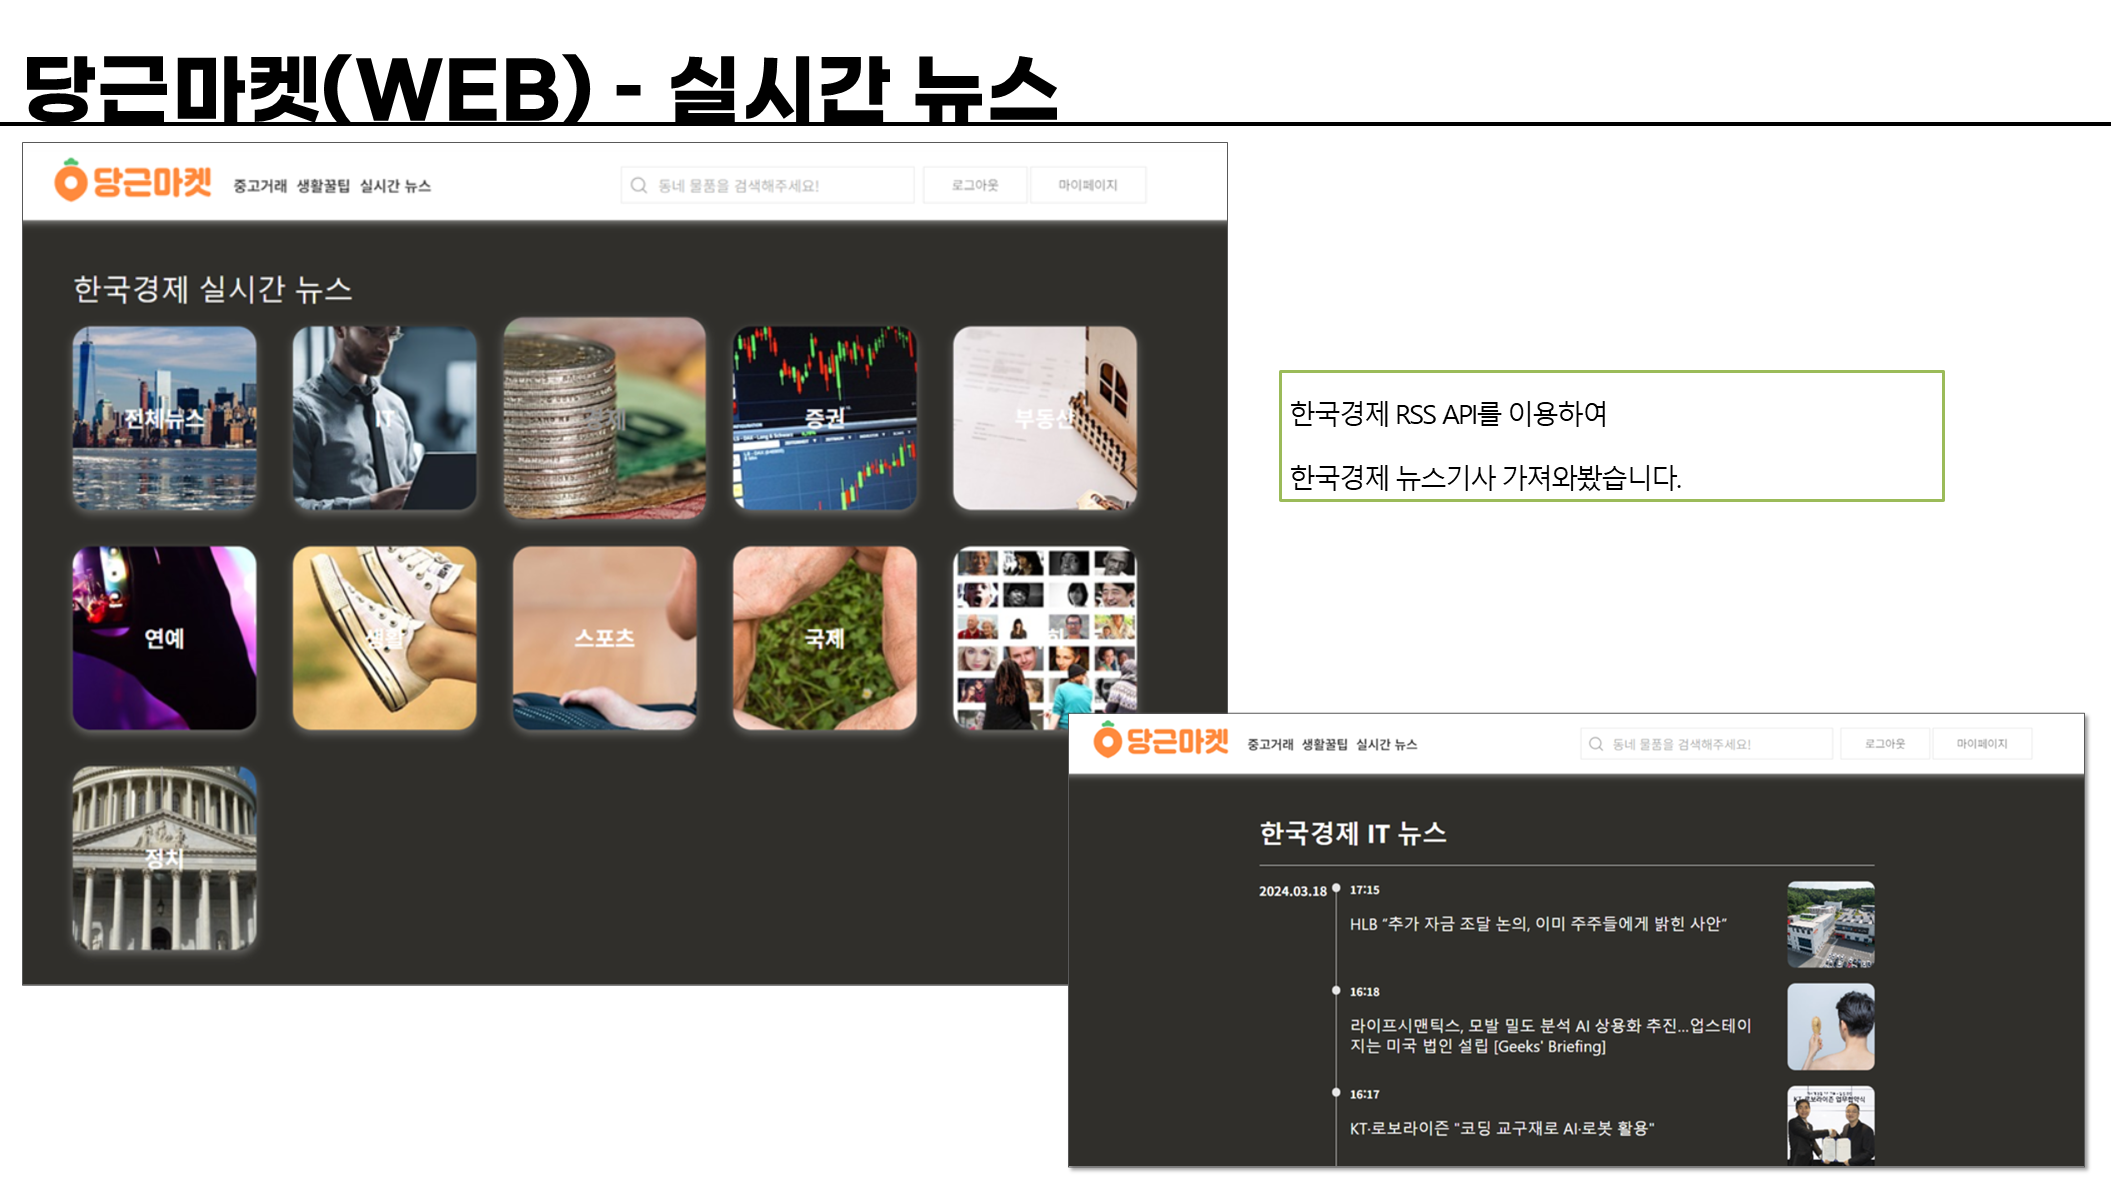 당근마켓(WEB) - 실시간 뉴스
당근마켓 중고거래 생활꿀팁 실시간 뉴스 동네 물품을 검색해주세요! 로그아웃 마이페이지
한국경제 실시간 뉴스
전체뉴스 IT 경제 증권 부동산
한국경제 RSS API를 이용하여
한국경제 뉴스기사 가져와봤습니다.
연예 생활 스포츠 국제
정치
당근마켓 중고거래 생활꿀팁 실시간 뉴스 동네 물품을 검색해주세요! 로그아웃 마이페이지
한국경제 IT 뉴스
2024.03.18 17:15
HLB “추가 자금 조달 논의, 이미 주주들에게 밝힌 사안”
16:18
라이프시맨틱스, 모발 밀도 분석 AI 상용화 추진...업스테이
지는 미국 법인 설립 [Geeks' Briefing]
16:17
KT·로보라이즌 "코딩 교구재로 AI·로봇 활용"